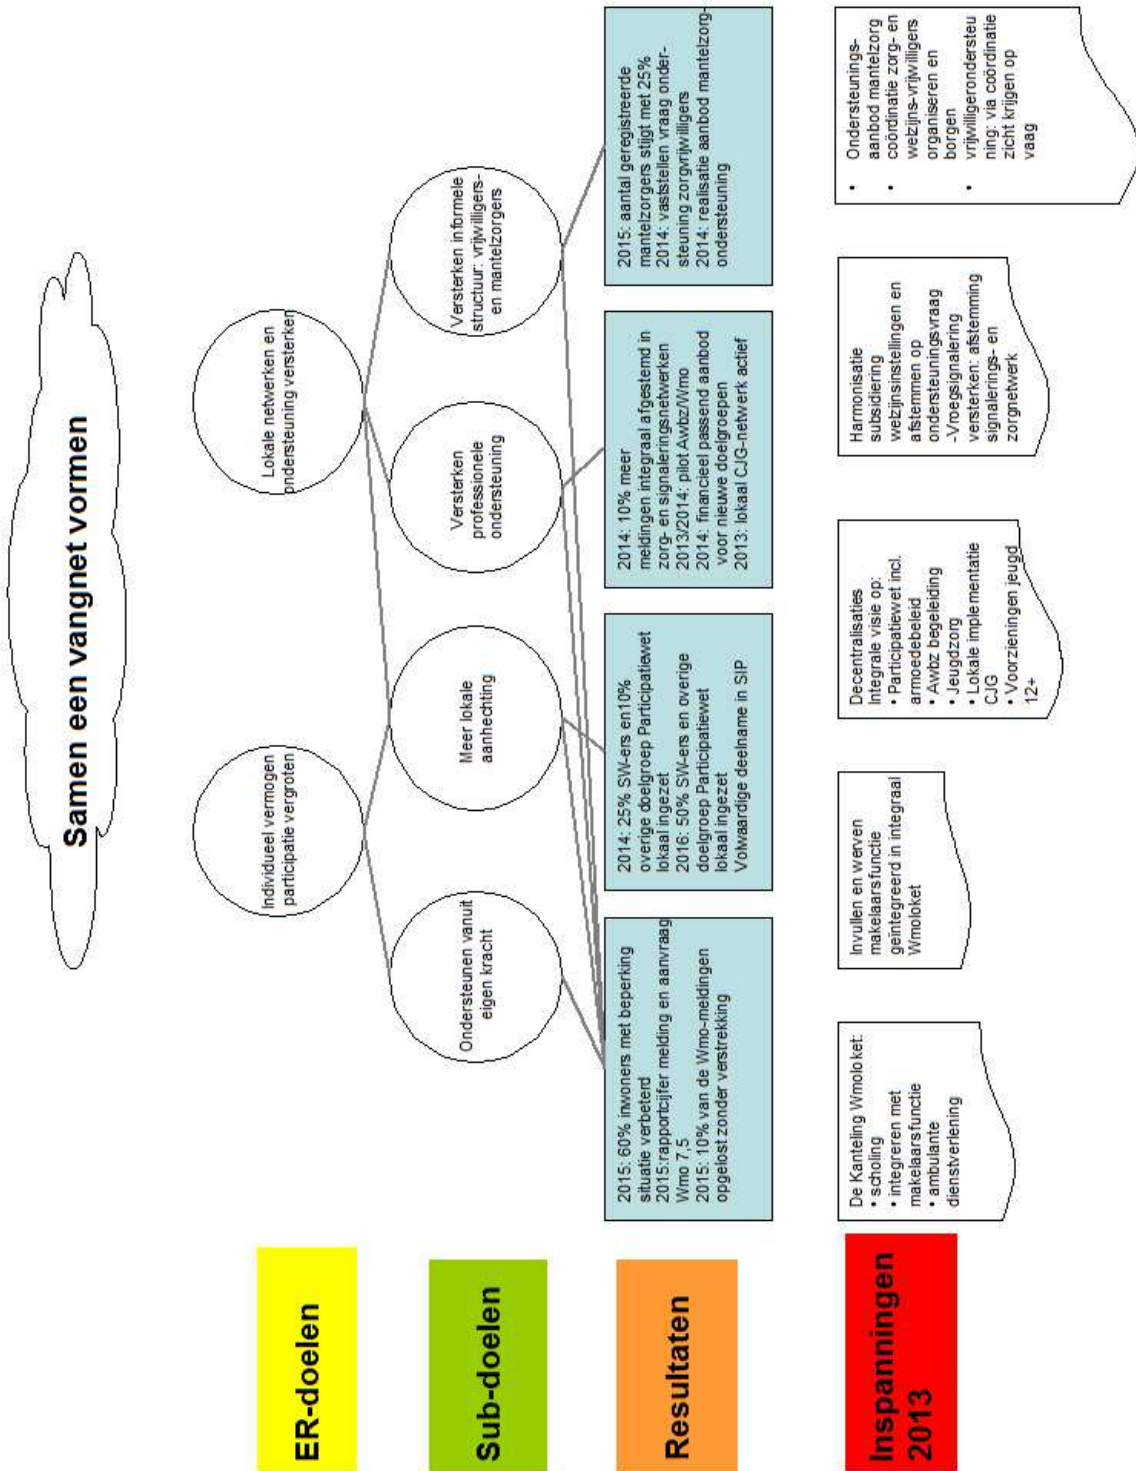 Samen een vangnet vormen
ER-doelen
Individueel vermogen
participatie vergroten
Lokale netwerken en
ondersteuning versterken
Sub-doelen
Ondersteunen vanuit
eigen kracht
Meer lokale
aanhechting
Versterken
professionele
ondersteuning
Versterken informele
structuur: vrijwilligers-
en mantelzorgers
Resultaten
2015: 60% inwoners met beperking
situatie verbeterd
2015:rapportcijfer melding en aanvraag
Wmo 7,5
2015: 10% van de Wmo-meldingen
opgelost zonder verstrekking
2014: 25% SW-ers en10%
overige doelgroep Participatiewet
lokaal ingezet
2016: 50% SW-ers en overige
doelgroep Participatiewet
lokaal ingezet
Volwaardige deelname in SIP
2014: 10% meer
meldingen integraal afgestemd in
zorg- en signaleringsnetwerken
2013/2014: pilot Awbz/Wmo
2014: financieel passend aanbod
voor nieuwe doelgroepen
2013: lokaal CJG-netwerk actief
2015: aantal geregistreerde
mantelzorgers stijgt met 25%
2014: vaststellen vraag onder-
steuning zorgvrijwilligers
2014: realisatie aanbod mantelzorg-
ondersteuning
Inspanningen
2013
De Kanteling Wmoloket:
• scholing
• integreren met
makelaarsfunctie
• ambulante
dienstverlening
Invullen en werven
makelaarsfunctie
geïntegreerd in integraal
Wmoloket
Decentralisaties
Integrale visie op:
• Participatiewet incl.
armoedebeleid
• Awbz begeleiding
• Jeugdzorg
• Lokale implementatie
CJG
• Voorzieningen jeugd
12+
Harmonisatie
subsidiering
welzijnsinstellingen en
afstemmen op
ondersteuningsvraag
-Vroegsignalering
versterken: afstemming
signalerings- en
zorgnetwerk
• Ondersteunings-
aanbod mantelzorg
• coördinatie zorg- en
welzijns-vrijwilligers
organiseren en
borgen
• vrijwilligerondersteu
ning: via coördinatie
zicht krijgen op
vaag